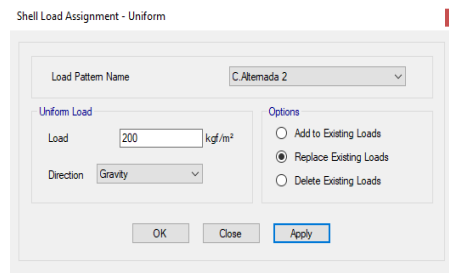 Shell Load Assignment - Uniform
Load Pattern Name
C.Alternada 2
Uniform Load
Load
200
kgf/m²
Direction
Gravity
Options
Add to Existing Loads
Replace Existing Loads
Delete Existing Loads
OK
Close
Apply